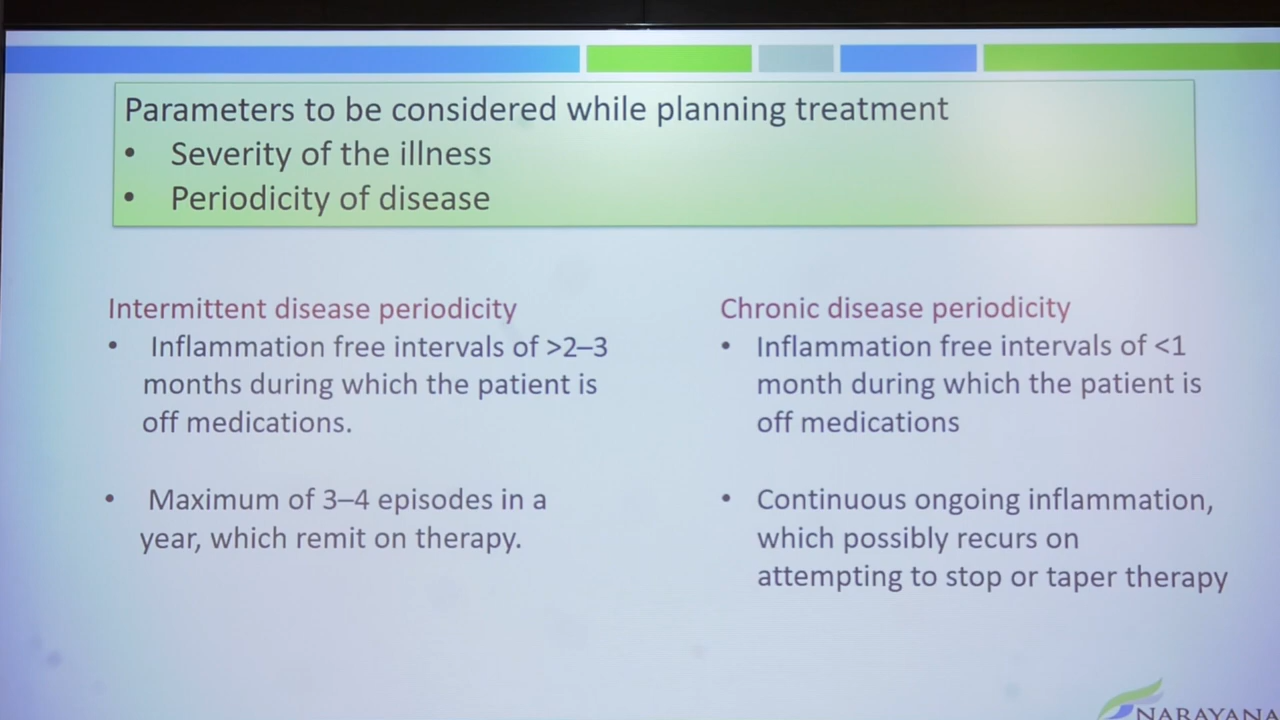 Parameters to be considered while planning treatment
• Severity of the illness
• Periodicity of disease
Intermittent disease periodicity
• Inflammation free intervals of >2–3
months during which the patient is
off medications.
• Maximum of 3–4 episodes in a
year, which remit on therapy.
Chronic disease periodicity
• Inflammation free intervals of <1
month during which the patient is
off medications
• Continuous ongoing inflammation,
which possibly recurs on
attempting to stop or taper therapy
NARAYANA